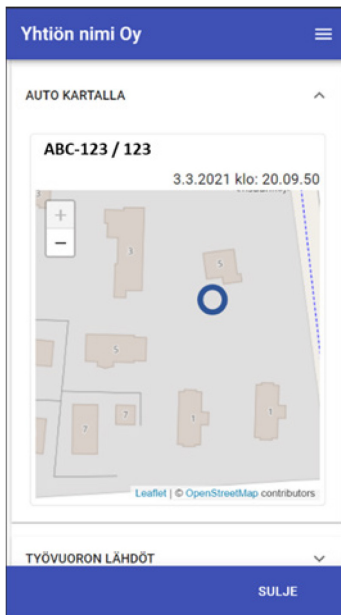 Yhtiön nimi Oy
AUTO KARTALLA
ABC-123 / 123
3.3.2021 klo: 20.09.50
+
−
3
5
5
7
7
1
1
Leaflet | © OpenStreetMap contributors
TYÖVUORON LÄHDÖT
SULJE